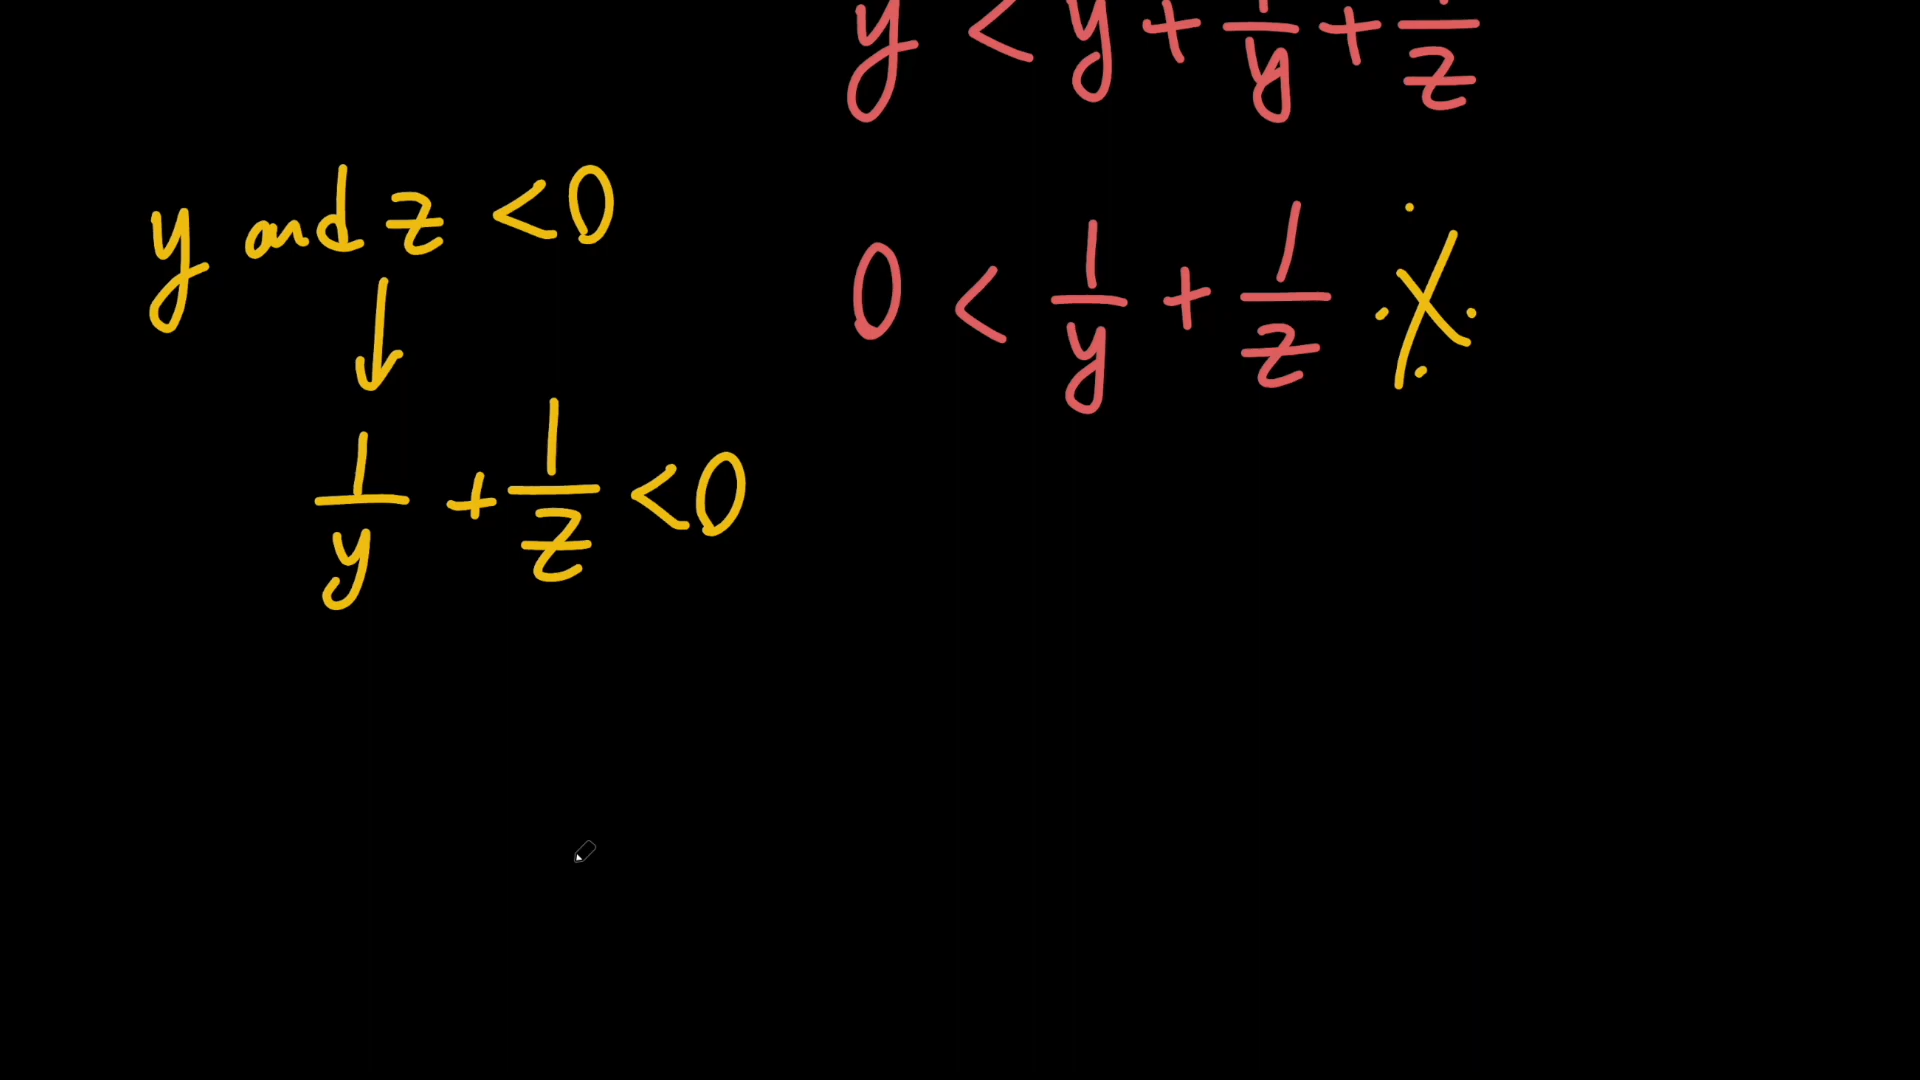 y < y + 1/y + 1/z
y and z < 0
0 < 1/y + 1/z ※
↓
1/y + 1/z < 0